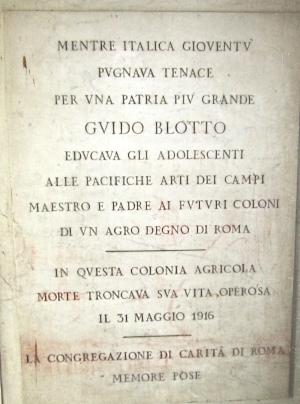 MENTRE ITALICA GIOVENTV
PVGNAVA TENACE
PER VNA PATRIA PIV GRANDE
GVIDO BLOTTO
EDVCAVA GLI ADOLESCENTI
ALLE PACIFICHE ARTI DEI CAMPI
MAESTRO E PADRE AI FVTVRI COLONI
DI VN AGRO DEGNO DI ROMA
IN QVESTA COLONIA AGRICOLA
MORTE TRONCAVA SVA VITA OPEROSA
IL 31 MAGGIO 1916
LA CONGREGAZIONE DI CARITÀ DI ROMA
MEMORE POSE